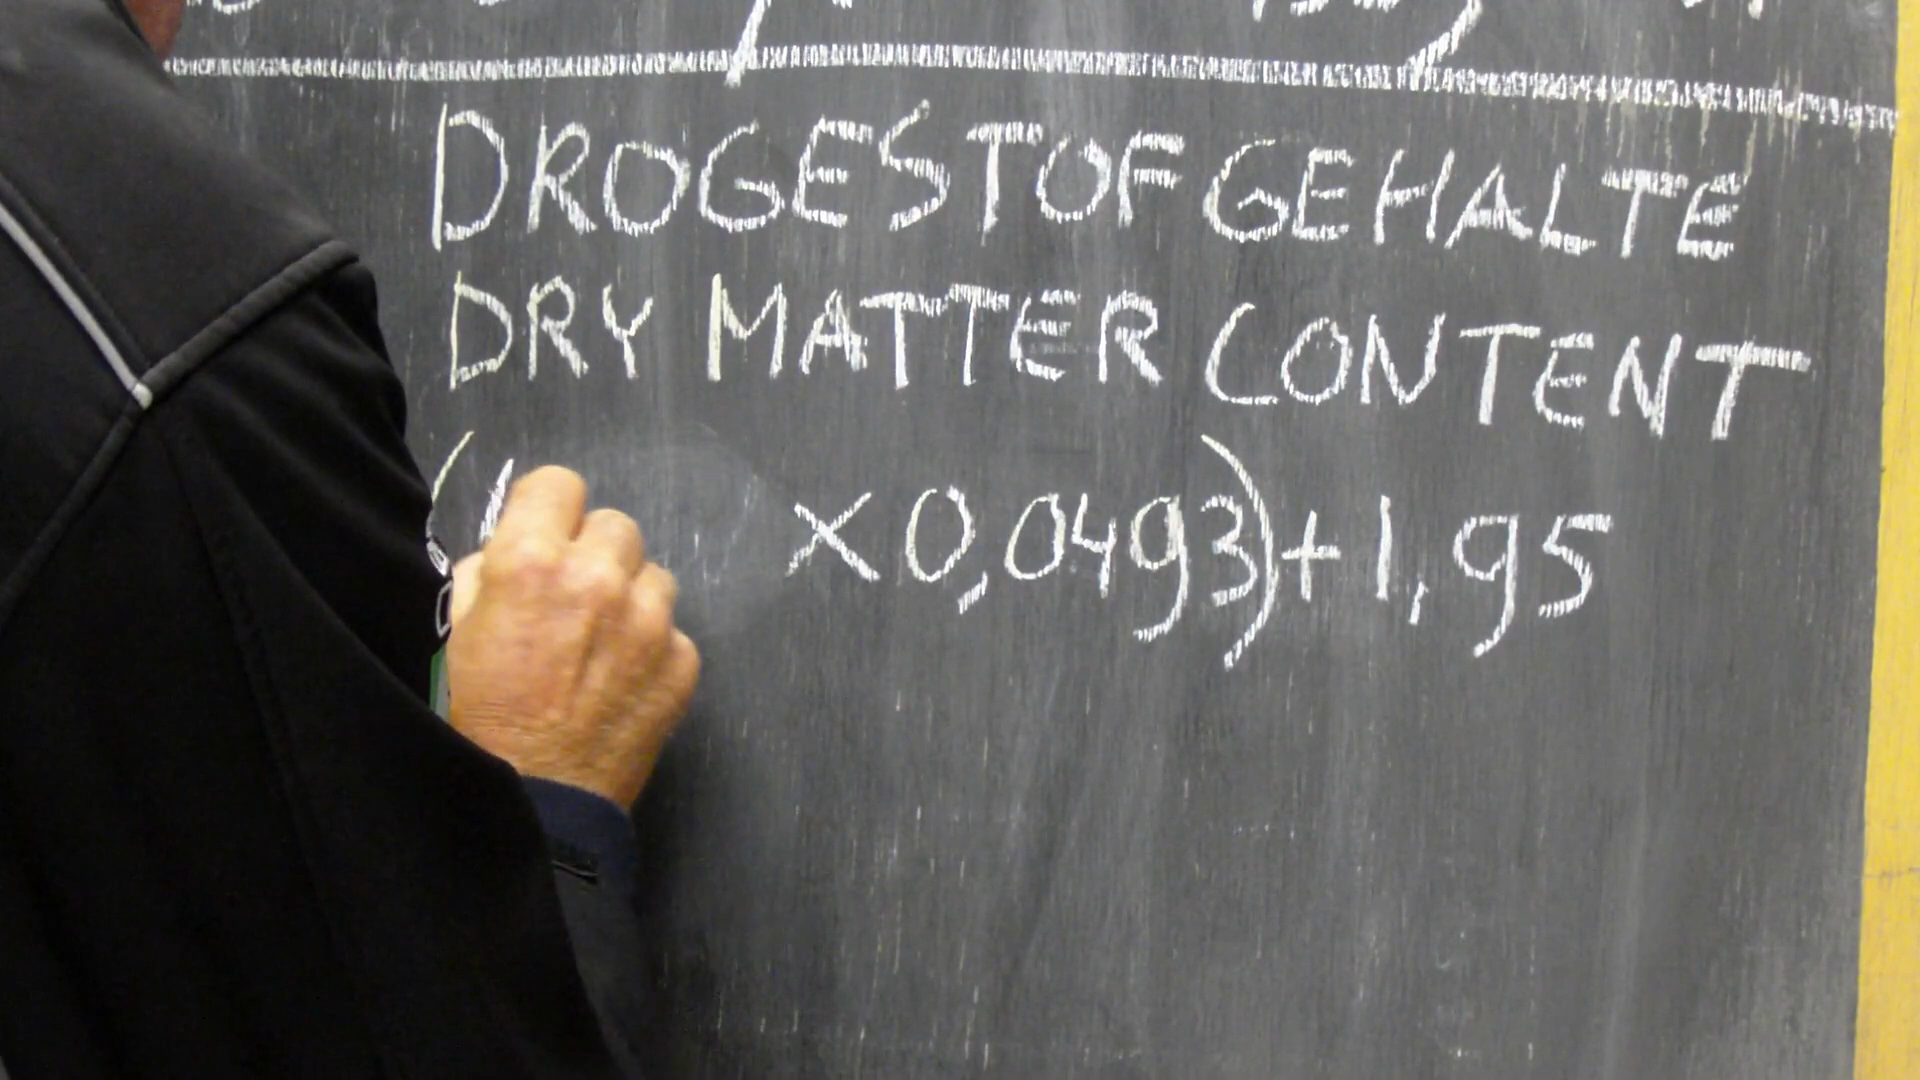 DROGESTOFGEHALTE
DRY MATTER CONTENT
( × 0,0493) + 1,95